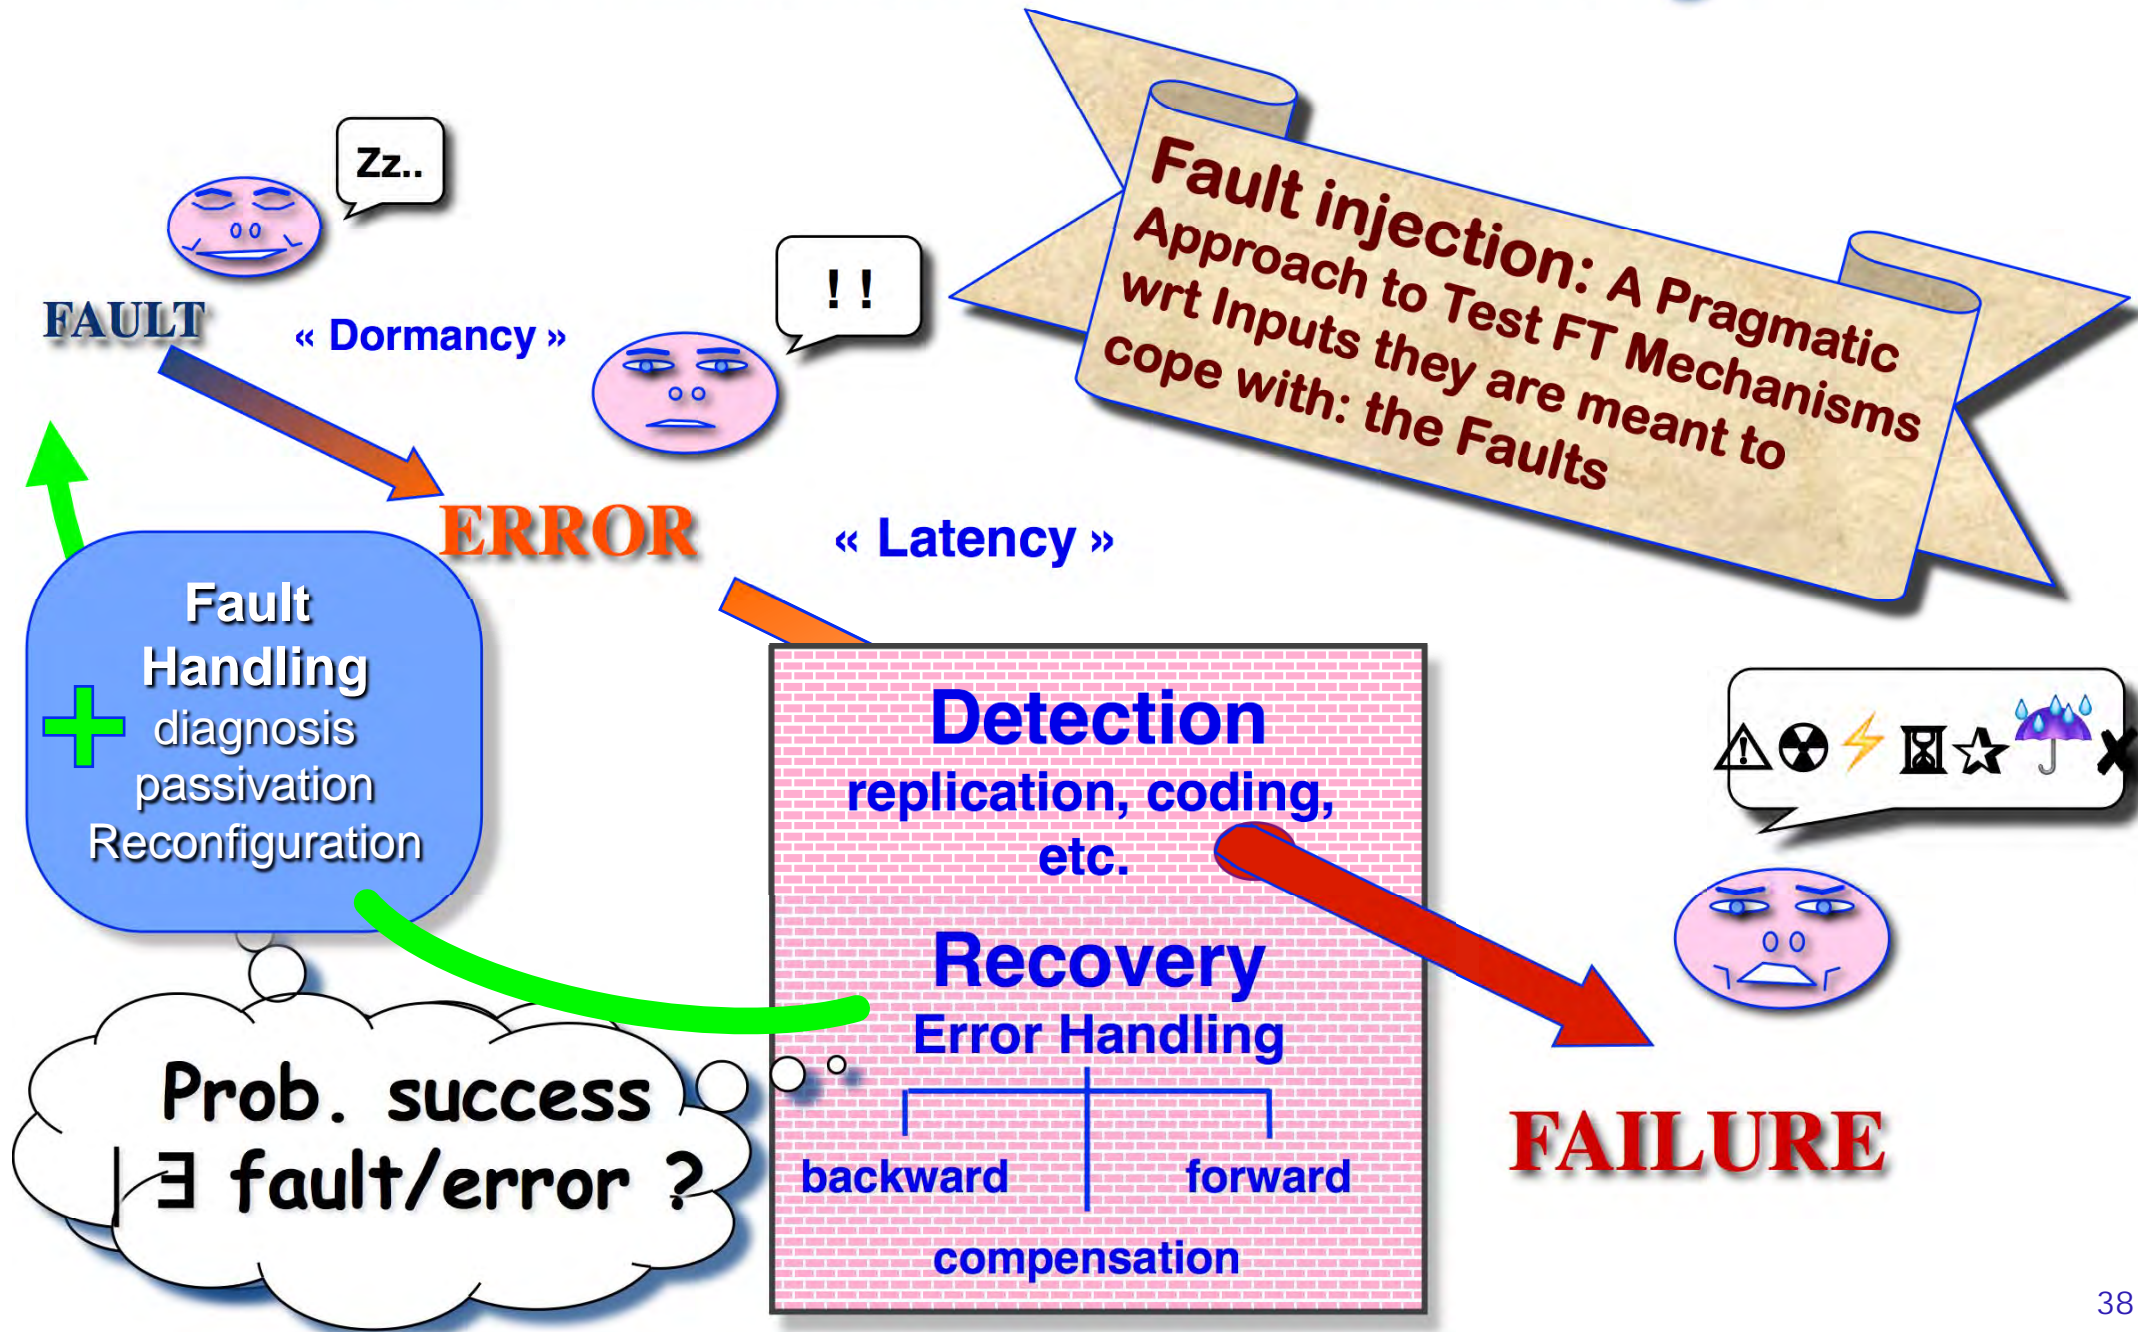 Zz..
FAULT
« Dormancy »
! !
Fault injection: A Pragmatic
Approach to Test FT Mechanisms
wrt Inputs they are meant to
cope with: the Faults
ERROR
« Latency »
Fault
Handling
+
diagnosis
passivation
Reconfiguration
Detection
replication, coding,
etc.
Recovery
Error Handling
backward
forward
compensation
⚠☢⚡⌛☆☔✘
FAILURE
Prob. success
| ∃ fault/error ?
38